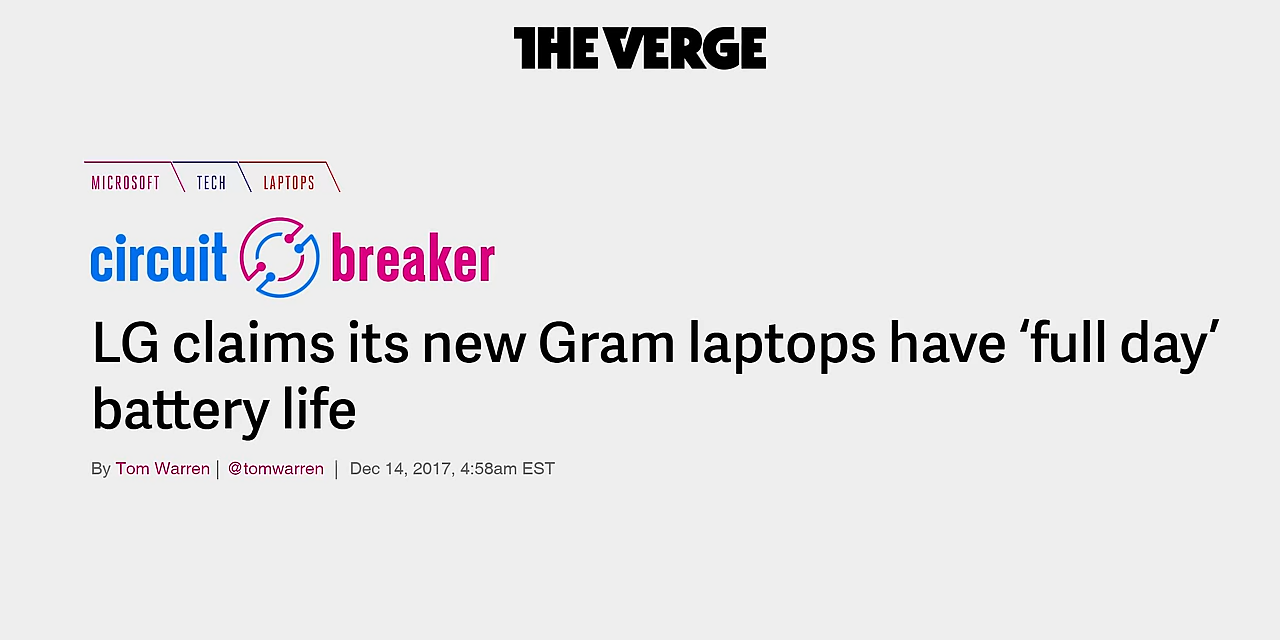 THE VERGE
MICROSOFT TECH LAPTOPS
circuit breaker
LG claims its new Gram laptops have ‘full day’
battery life
By Tom Warren | @tomwarren | Dec 14, 2017, 4:58am EST